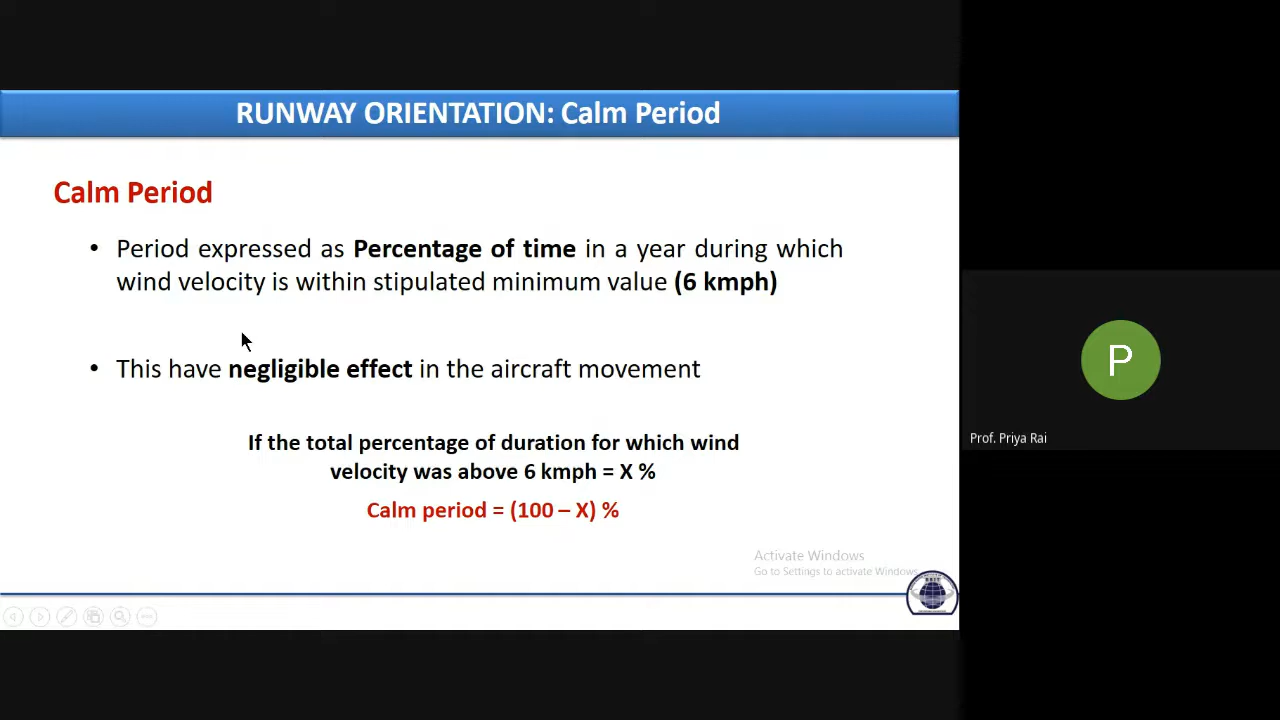 RUNWAY ORIENTATION: Calm Period
Calm Period
• Period expressed as Percentage of time in a year during which
wind velocity is within stipulated minimum value (6 kmph)
• This have negligible effect in the aircraft movement
If the total percentage of duration for which wind
velocity was above 6 kmph = X %
Calm period = (100 – X) %
Activate Windows
Go to Settings to activate Windows.
P
Prof. Priya Rai